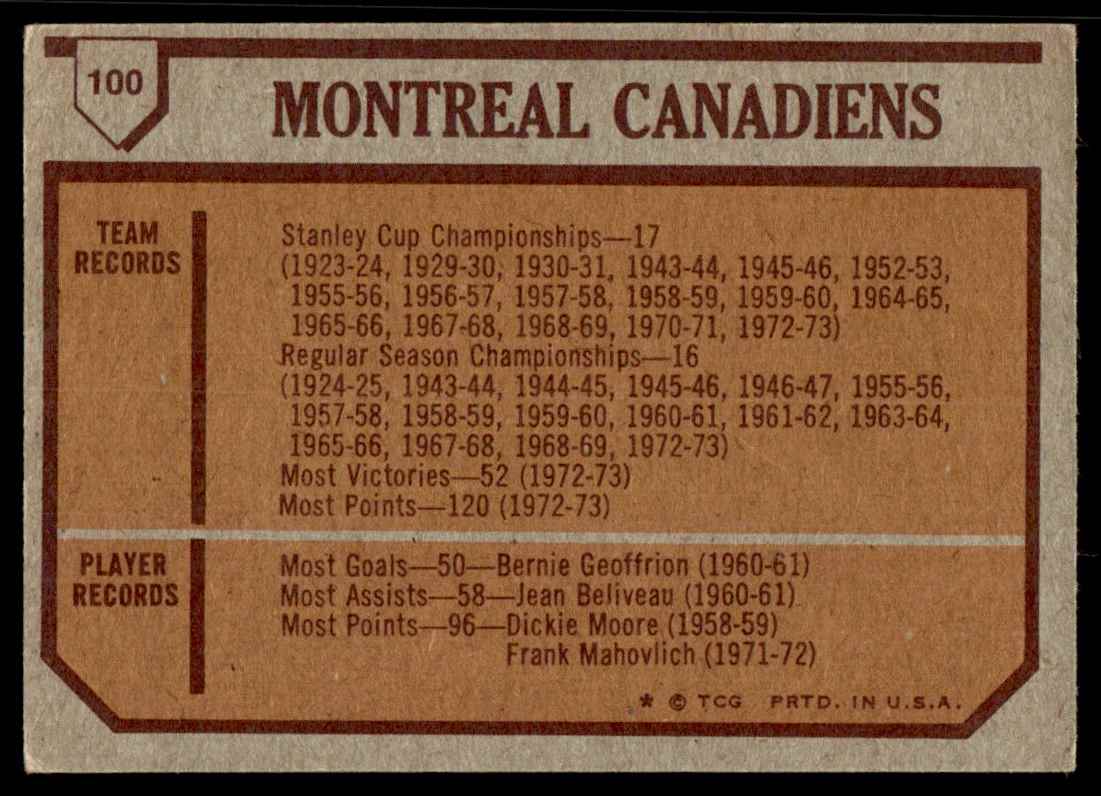 100
MONTREAL CANADIENS
TEAM
RECORDS
Stanley Cup Championships—17
(1923-24, 1929-30, 1930-31, 1943-44, 1945-46, 1952-53,
1955-56, 1956-57, 1957-58, 1958-59, 1959-60, 1964-65,
1965-66, 1967-68, 1968-69, 1970-71, 1972-73)
Regular Season Championships—16
(1924-25, 1943-44, 1944-45, 1945-46, 1946-47, 1955-56,
1957-58, 1958-59, 1959-60, 1960-61, 1961-62, 1963-64,
1965-66, 1967-68, 1968-69, 1972-73)
Most Victories—52 (1972-73)
Most Points—120 (1972-73)
PLAYER
RECORDS
Most Goals—50—Bernie Geoffrion (1960-61)
Most Assists—58—Jean Beliveau (1960-61)
Most Points—96—Dickie Moore (1958-59)
Frank Mahovlich (1971-72)
* © TCG PRTD. IN U.S.A.